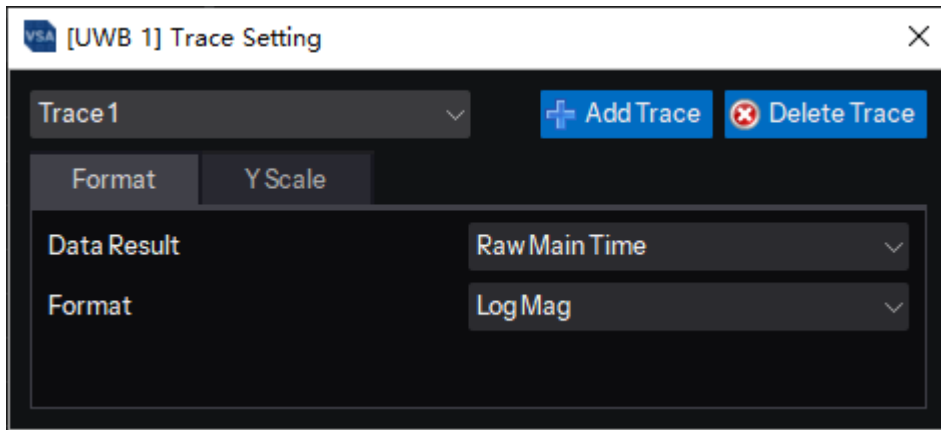 VSA [UWB 1] Trace Setting
Trace 1 Add Trace Delete Trace
Format Y Scale
Data Result Raw Main Time
Format Log Mag